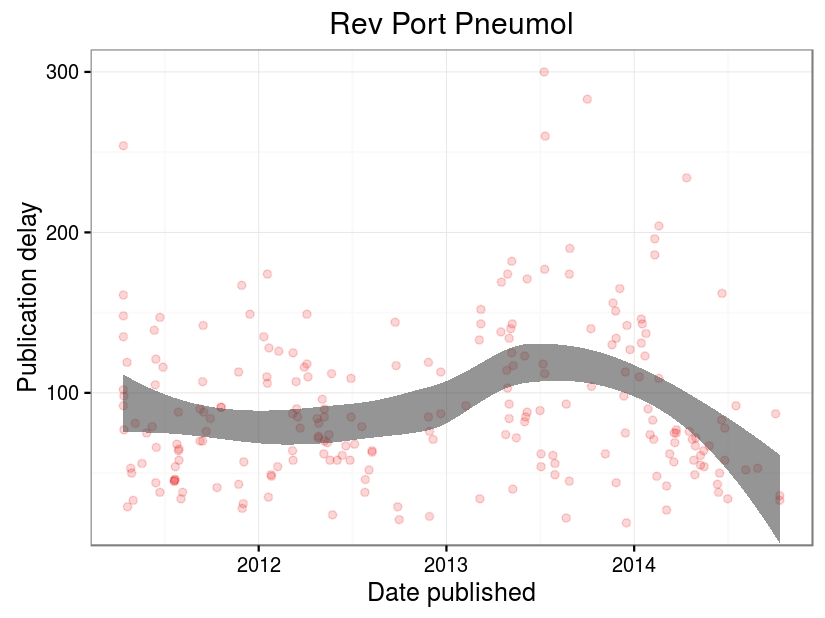 Rev Port Pneumol
Publication delay
300
200
100
2012
2013
2014
Date published